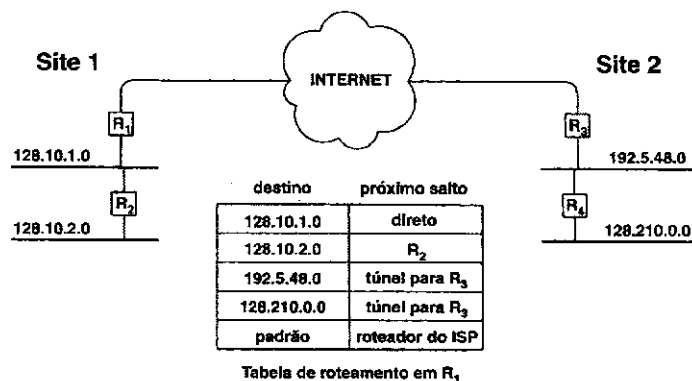 Site 1
INTERNET
Site 2
R1
R3
128.10.1.0
192.5.48.0
R2
R4
128.10.2.0
128.210.0.0
destino próximo salto
128.10.1.0 direto
128.10.2.0 R2
192.5.48.0 túnel para R3
128.210.0.0 túnel para R3
padrão roteador do ISP
Tabela de roteamento em R1